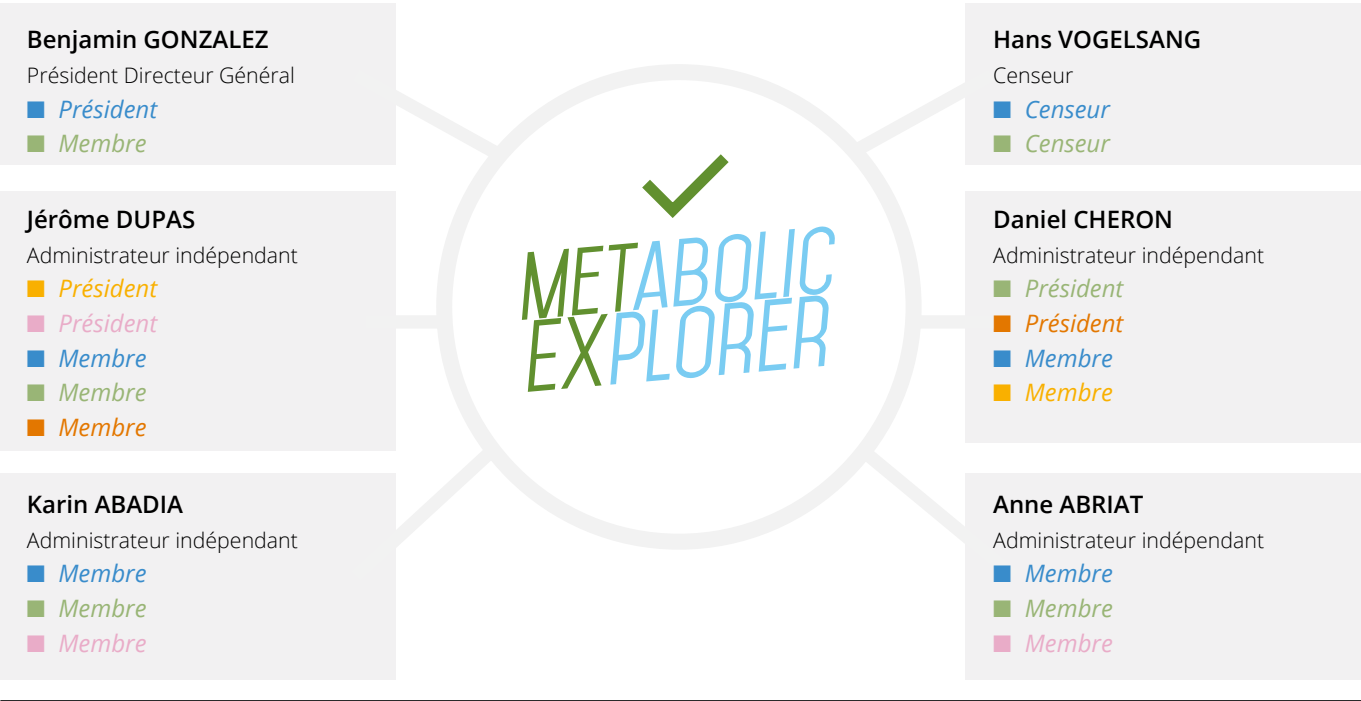 Benjamin GONZALEZ
Président Directeur Général
Président
Membre
Jérôme DUPAS
Administrateur indépendant
Président
Président
Membre
Membre
Membre
Karin ABADIA
Administrateur indépendant
Membre
Membre
Membre
METABOLIC
EXPLORER
Hans VOGELSANG
Censeur
Censeur
Censeur
Daniel CHERON
Administrateur indépendant
Président
Président
Membre
Membre
Anne ABRIAT
Administrateur indépendant
Membre
Membre
Membre